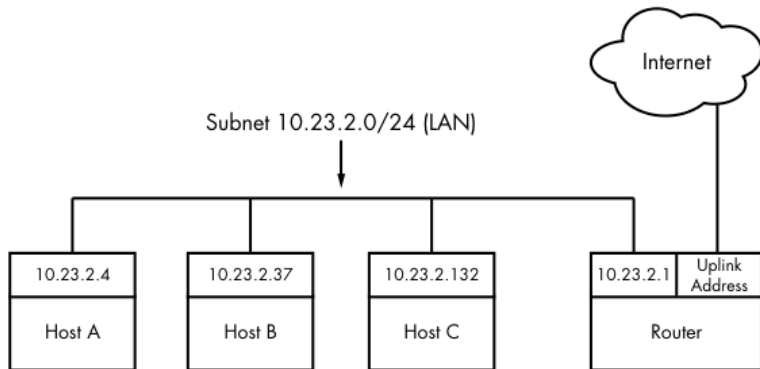 Internet
Subnet 10.23.2.0/24 (LAN)
10.23.2.4
Host A
10.23.2.37
Host B
10.23.2.132
Host C
10.23.2.1
Uplink
Address
Router